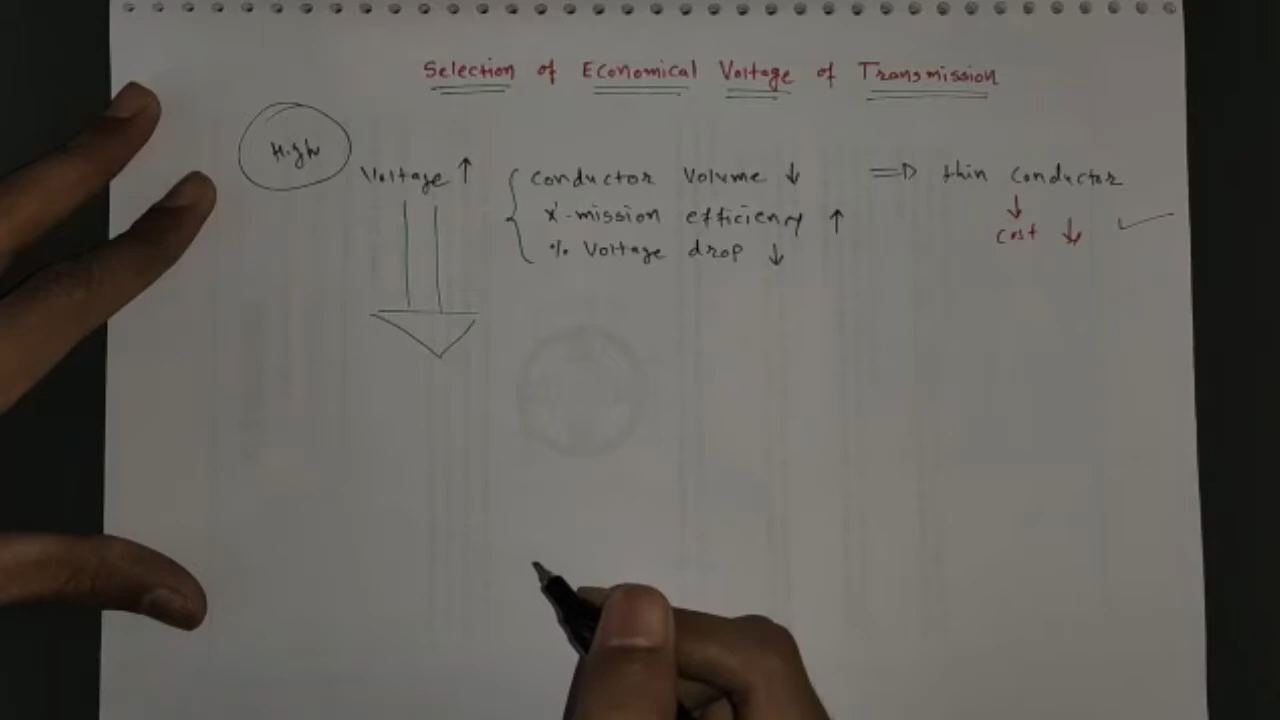 Selection of Economical Voltage of Transmission
High
Voltage ↑ { Conductor Volume ↓ ⇒ thin conductor
X'-mission efficiency ↑
% Voltage drop ↓
↓
Cost ↓ ✓